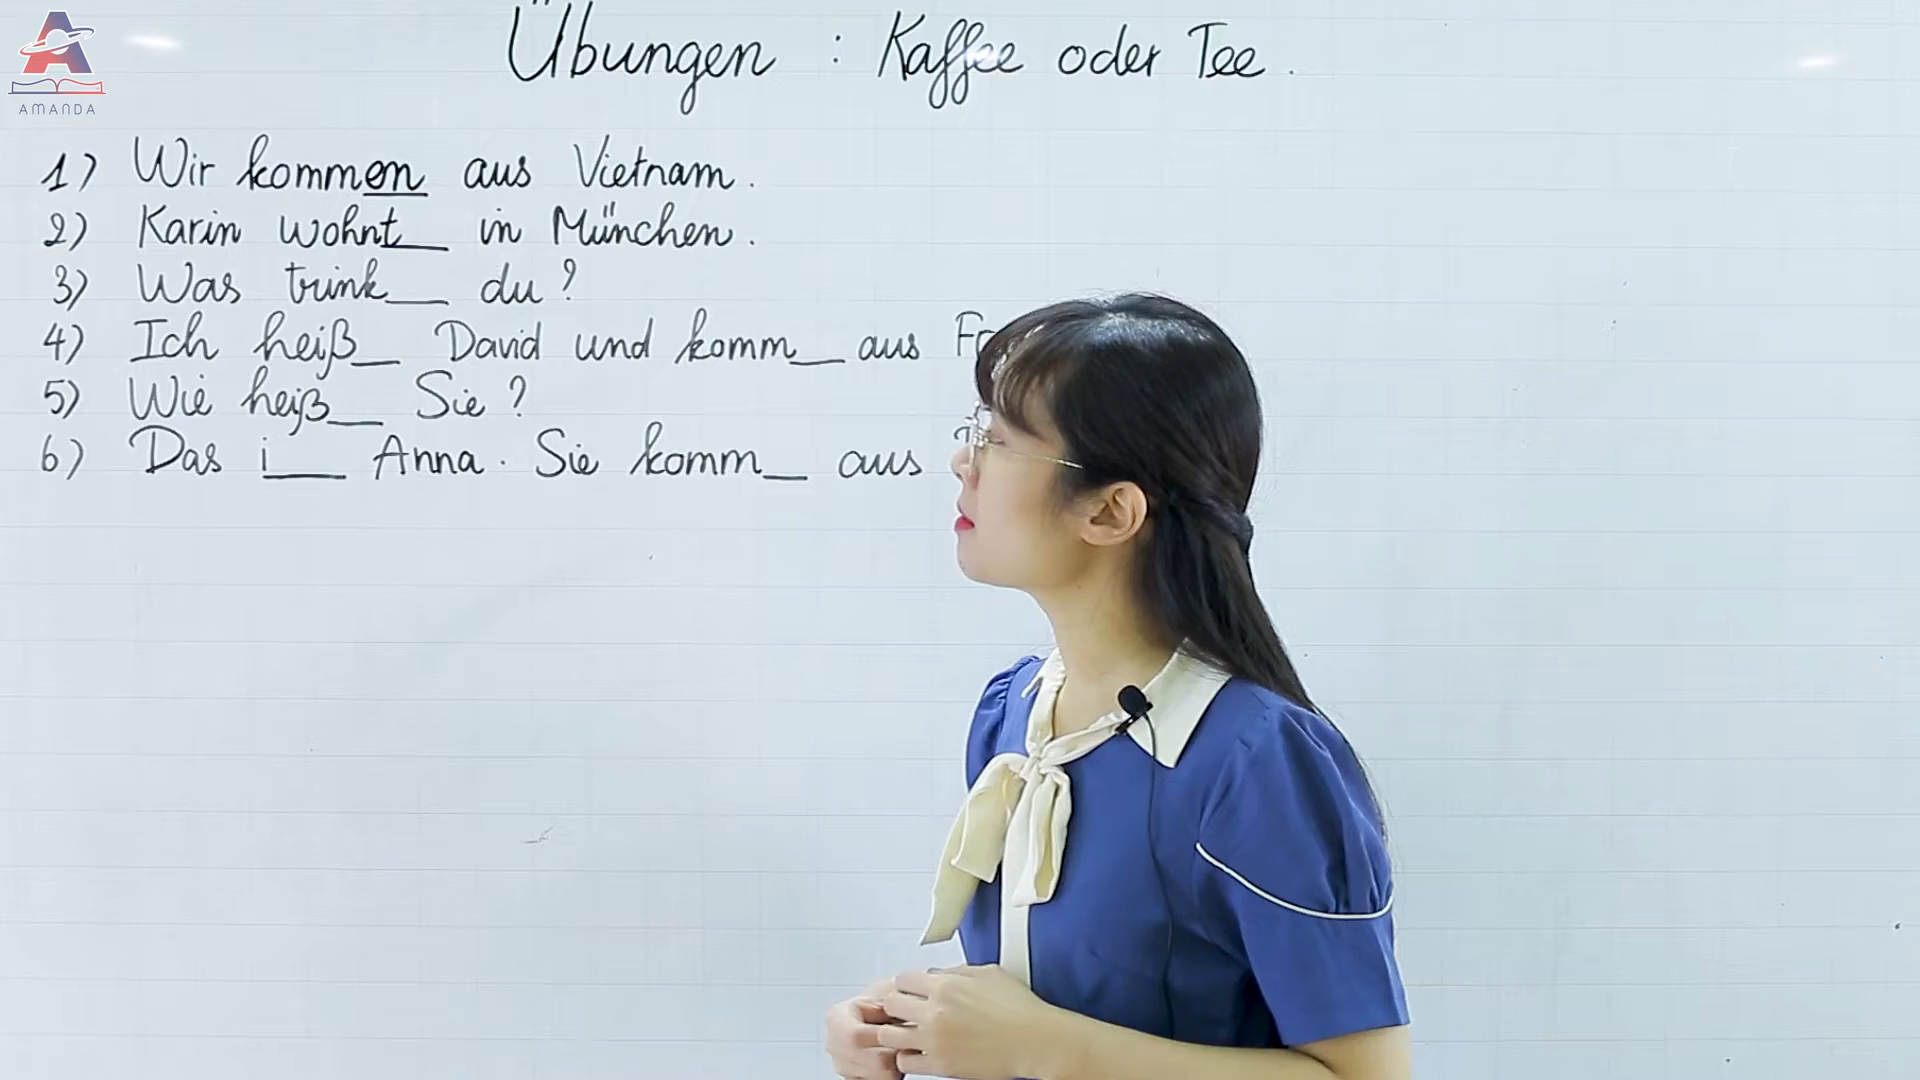 AMANDA
Übungen : Kaffee oder Tee .
1) Wir kommen aus Vietnam .
2) Karin wohnt__ in München .
3) Was trink__ du ?
4) Ich heiß__ David und komm__ aus
5) Wie heiß__ Sie ?
6) Das i__ Anna . Sie komm__ aus